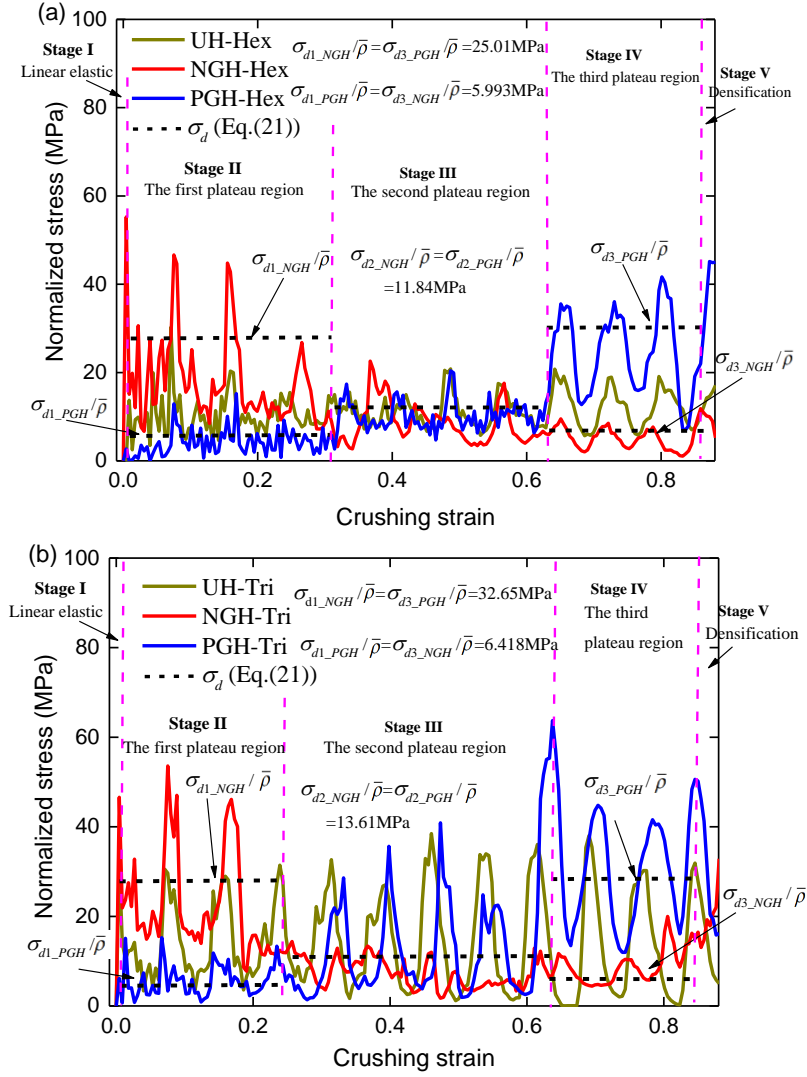 (a)
Stage I
Linear elastic
UH-Hex
NGH-Hex
PGH-Hex
σd (Eq.(21))
σd1_NGH/ρ̄=σd3_PGH/ρ̄=25.01MPa
σd1_PGH/ρ̄=σd3_NGH/ρ̄=5.993MPa
Stage IV
The third plateau region
Stage V
Densification
Stage II
The first plateau region
Stage III
The second plateau region
σd1_NGH/ρ̄
σd2_NGH/ρ̄=σd2_PGH/ρ̄
=11.84MPa
σd3_PGH/ρ̄
σd3_NGH/ρ̄
σd1_PGH/ρ̄
Normalized stress (MPa)
100
80
60
40
20
0
0.0 0.2 0.4 0.6 0.8
Crushing strain
(b)
Stage I
Linear elastic
UH-Tri
NGH-Tri
PGH-Tri
σd (Eq.(21))
σd1_NGH/ρ̄=σd3_PGH/ρ̄=32.65MPa
σd1_PGH/ρ̄=σd3_NGH/ρ̄=6.418MPa
Stage IV
The third
plateau region
Stage V
Densification
Stage II
The first plateau region
Stage III
The second plateau region
σd1_NGH/ρ̄
σd2_NGH/ρ̄=σd2_PGH/ρ̄
=13.61MPa
σd3_PGH/ρ̄
σd3_NGH/ρ̄
σd1_PGH/ρ̄
Normalized stress (MPa)
100
80
60
40
20
0
0.0 0.2 0.4 0.6 0.8
Crushing strain